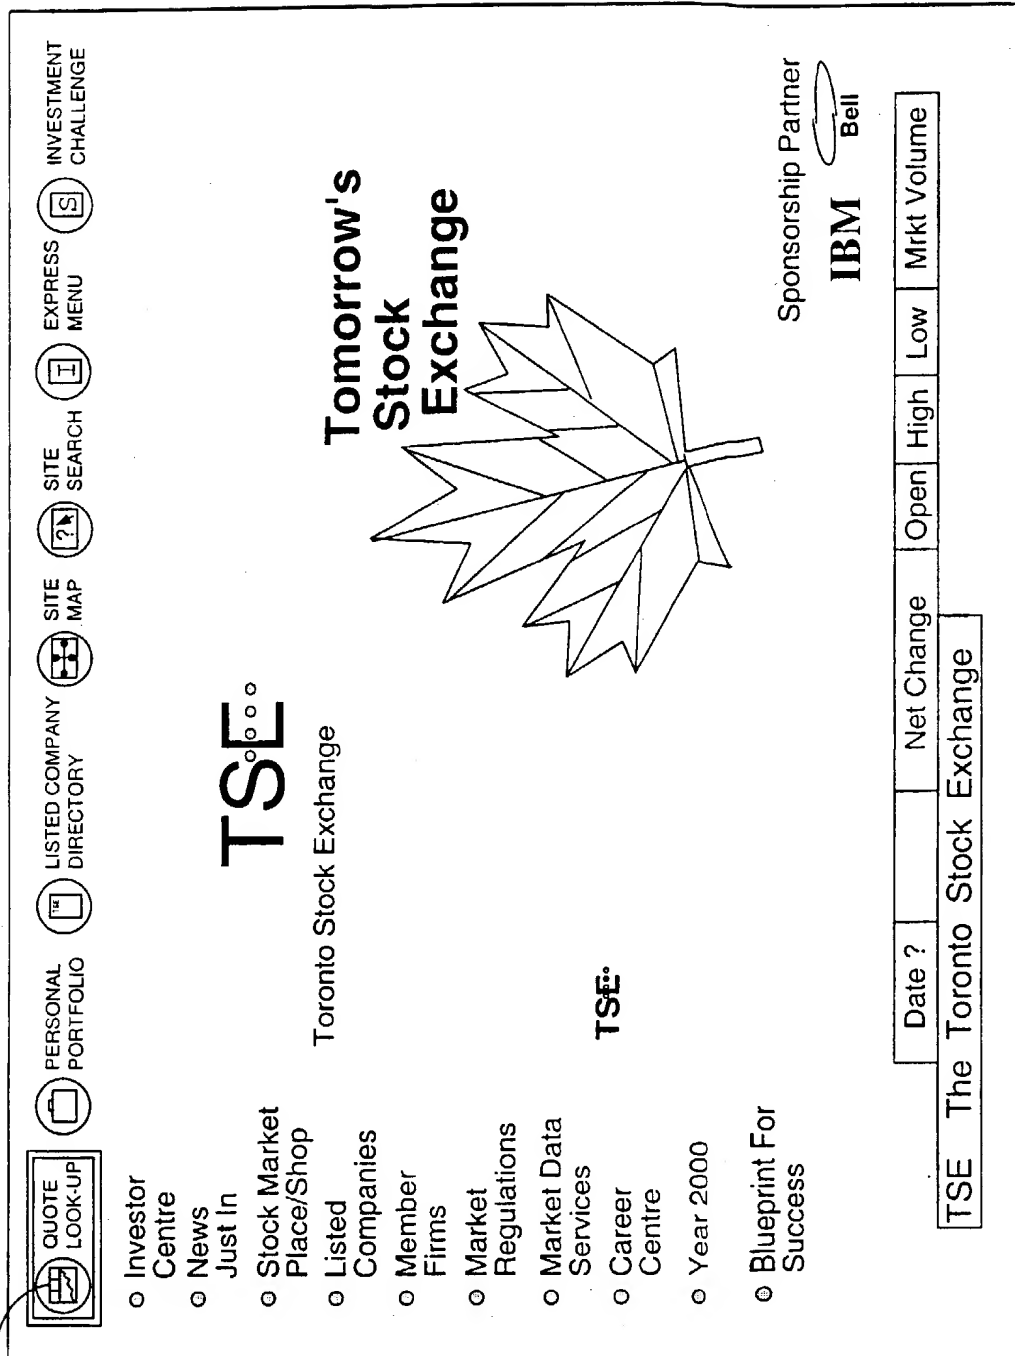 QUOTE
LOOK-UP
PERSONAL
PORTFOLIO
TSE
LISTED COMPANY
DIRECTORY
SITE
MAP
?
SITE
SEARCH
I
EXPRESS
MENU
S
INVESTMENT
CHALLENGE
Investor
Centre
News
Just In
Stock Market
Place/Shop
Listed
Companies
Member
Firms
Market
Regulations
Market Data
Services
Career
Centre
Year 2000
Blueprint For
Success
TSE
Toronto Stock Exchange
Tomorrow's
Stock
Exchange
TSE
Sponsorship Partner
IBM
Bell
Date ? Net Change Open High Low Mrkt Volume
TSE The Toronto Stock Exchange